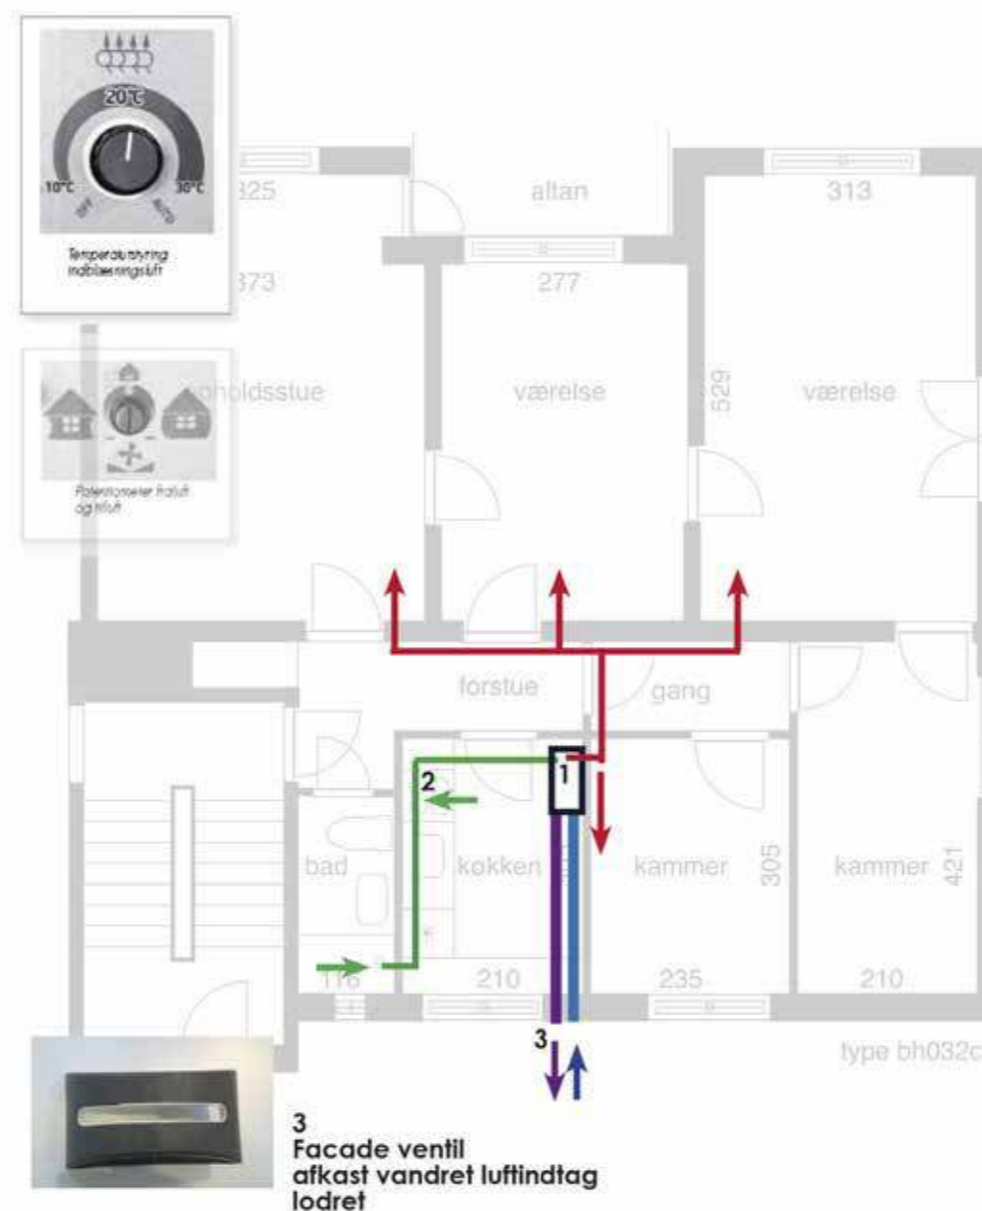 20°C
10°C
30°C
OFF
AUTO
Temperaturstyring
indblæsningsluft
325
altan
313
373
277
opholdsstue
værelse
529
værelse
Potentiometer fraluft
og tilluft
forstue
gang
1
2
bad
køkken
kammer
305
kammer
421
116
210
235
210
3
type bh032c
3
Facade ventil
afkast vandret luftindtag
lodret